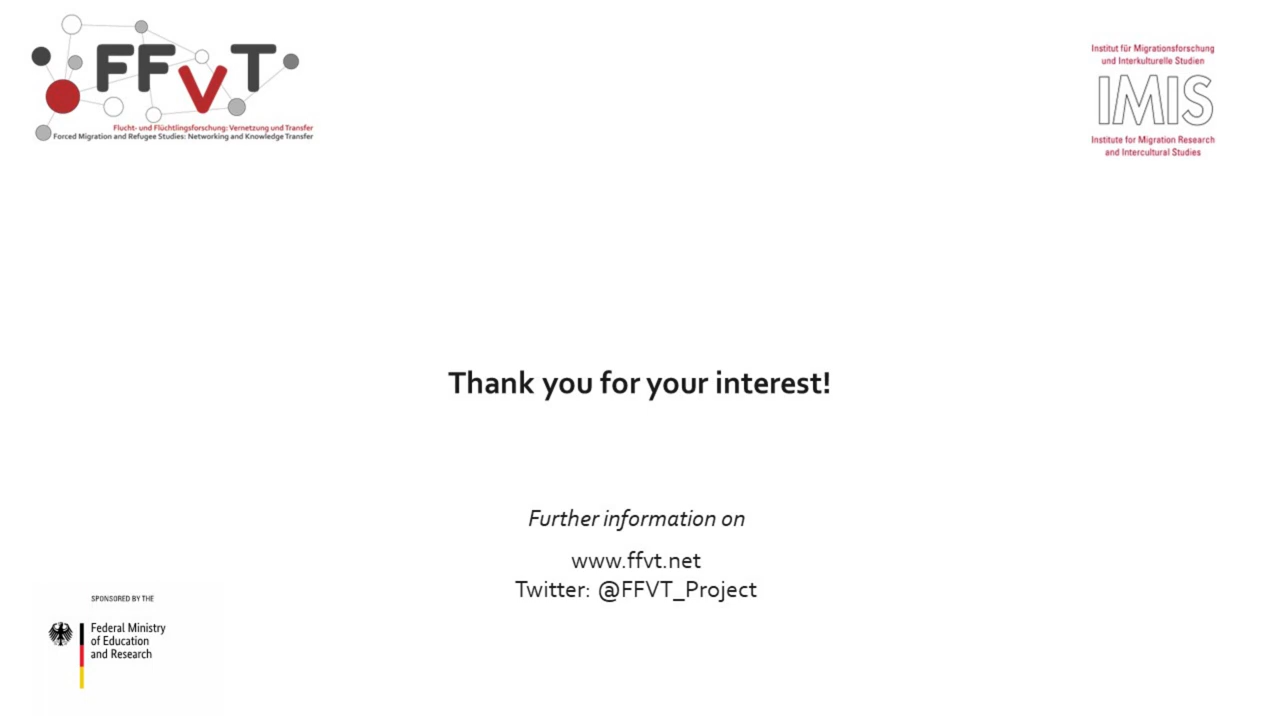 FFVT
Flucht- und Flüchtlingsforschung: Vernetzung und Transfer
Forced Migration and Refugee Studies: Networking and Knowledge Transfer
Institut für Migrationsforschung
und Interkulturelle Studien
IMIS
Institute for Migration Research
and Intercultural Studies
Thank you for your interest!
Further information on
www.ffvt.net
Twitter: @FFVT_Project
SPONSORED BY THE
Federal Ministry
of Education
and Research